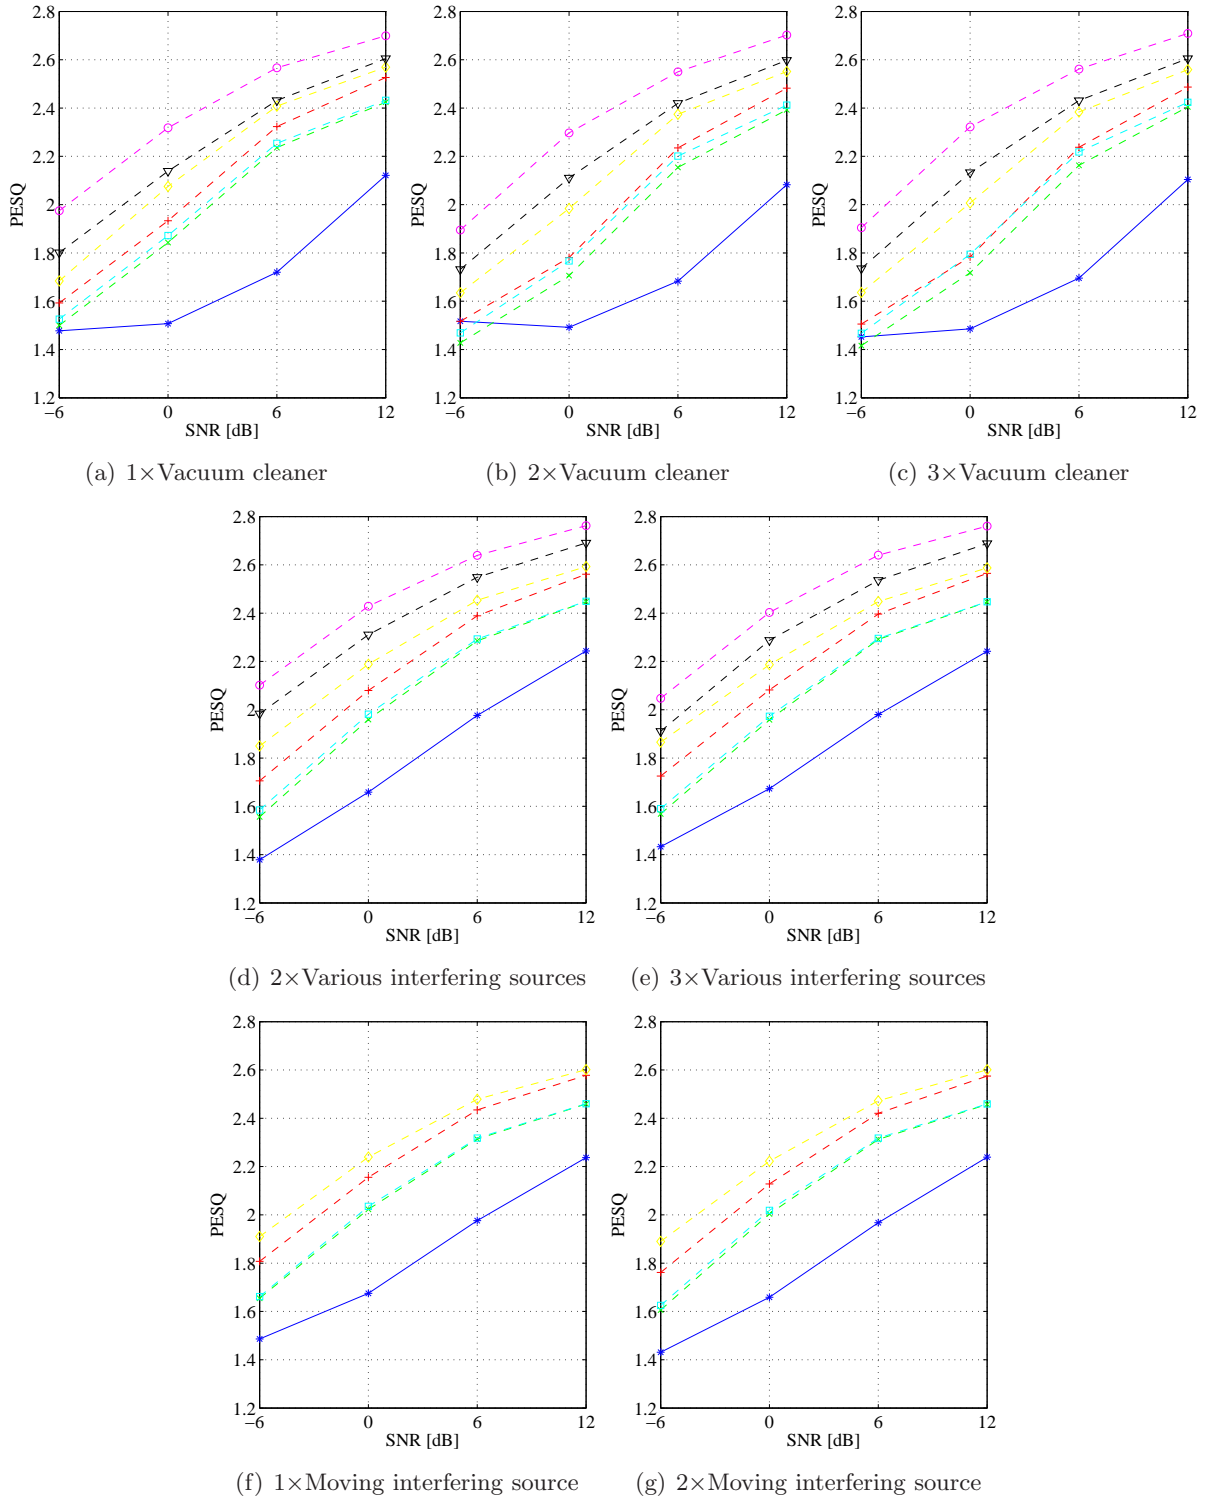 2.8
2.6
2.4
2.2
2
1.8
1.6
1.4
1.2
PESQ
−6 0 6 12
SNR [dB]
(a) 1×Vacuum cleaner
2.8
2.6
2.4
2.2
2
1.8
1.6
1.4
1.2
PESQ
−6 0 6 12
SNR [dB]
(b) 2×Vacuum cleaner
2.8
2.6
2.4
2.2
2
1.8
1.6
1.4
1.2
PESQ
−6 0 6 12
SNR [dB]
(c) 3×Vacuum cleaner
2.8
2.6
2.4
2.2
2
1.8
1.6
1.4
1.2
PESQ
−6 0 6 12
SNR [dB]
(d) 2×Various interfering sources
2.8
2.6
2.4
2.2
2
1.8
1.6
1.4
1.2
PESQ
−6 0 6 12
SNR [dB]
(e) 3×Various interfering sources
2.8
2.6
2.4
2.2
2
1.8
1.6
1.4
1.2
PESQ
−6 0 6 12
SNR [dB]
(f) 1×Moving interfering source
2.8
2.6
2.4
2.2
2
1.8
1.6
1.4
1.2
PESQ
−6 0 6 12
SNR [dB]
(g) 2×Moving interfering source